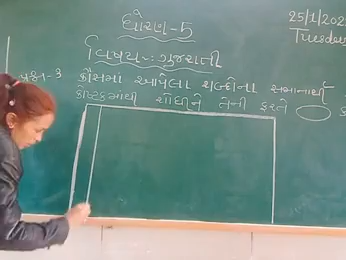 ધોરણ-5
25/1/202
Tuesday
વિષય :- ગુજરાતી
પ્રશ્ન-3 કૌંસમાં આપેલા શબ્દોના સમાનાર્થી
કોષ્ટકમાંથી શોધીને તેની ફરતે